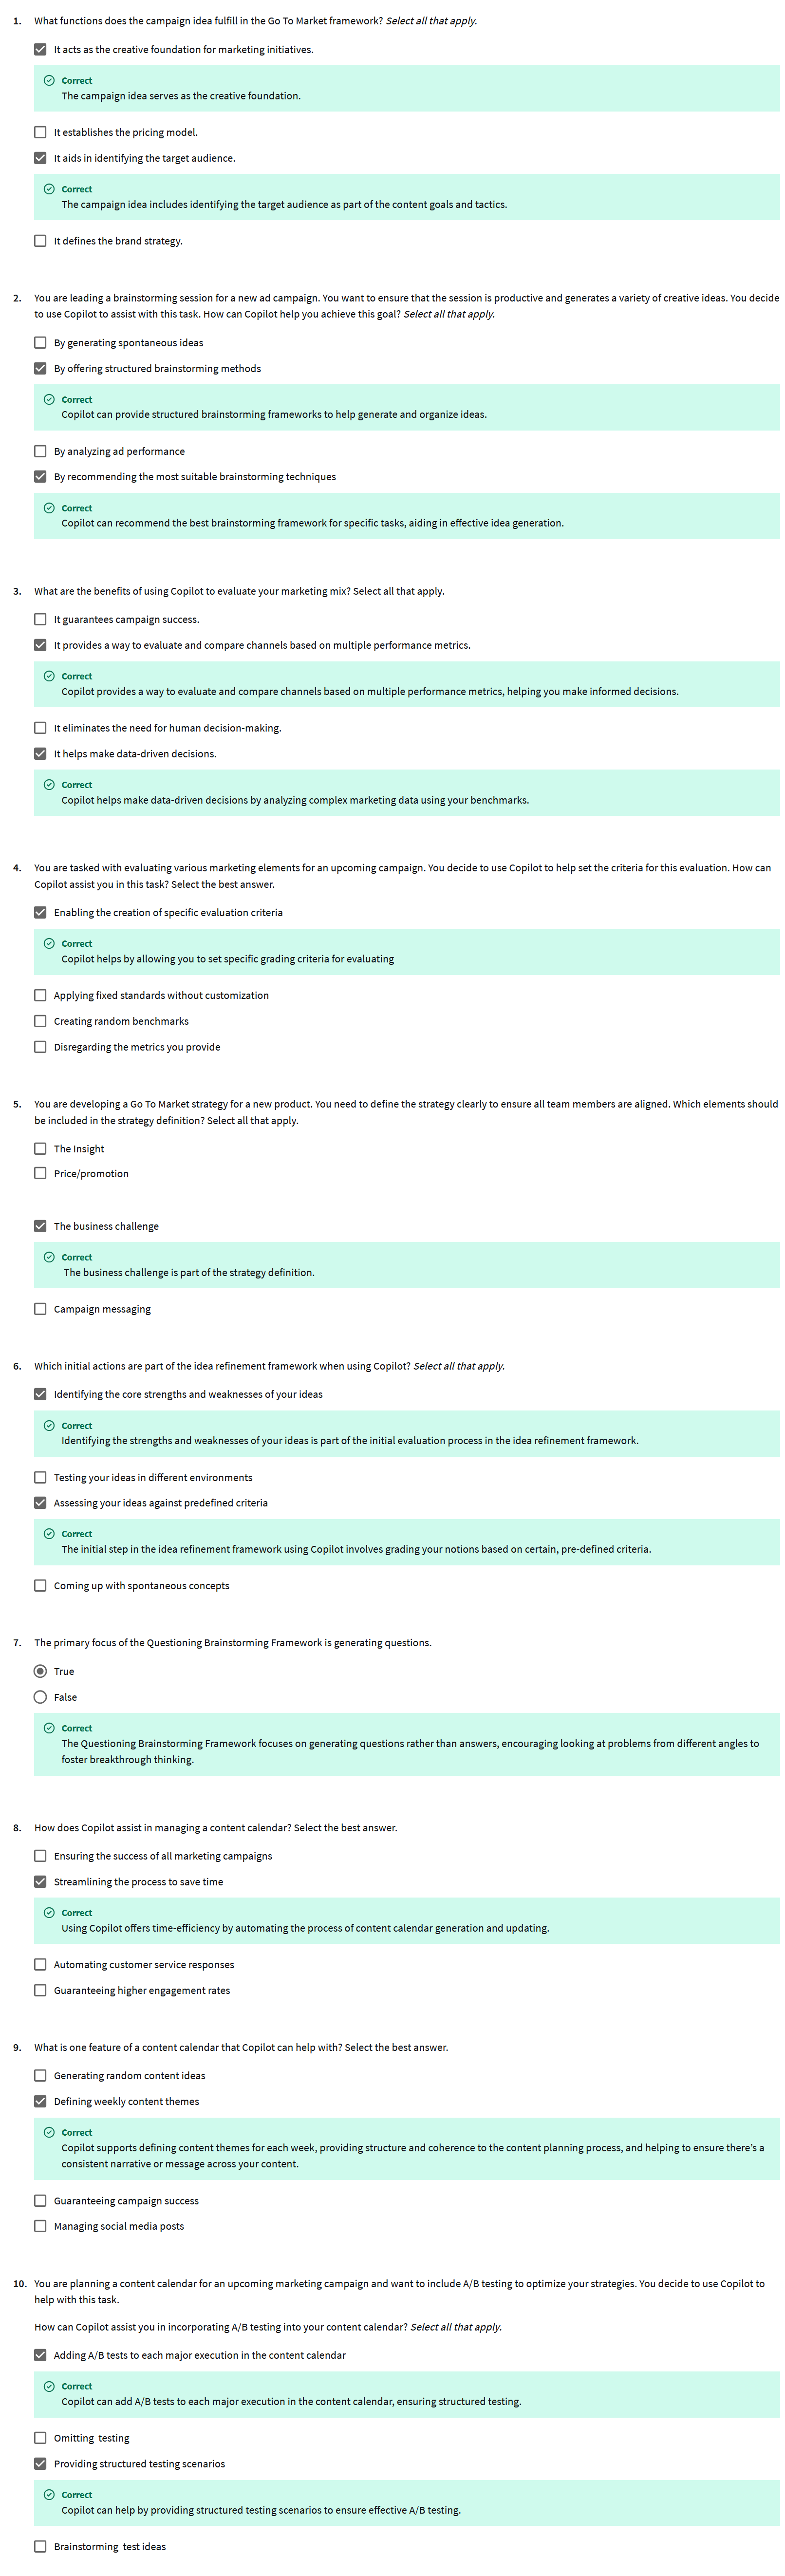 1. What functions does the campaign idea fulfill in the Go To Market framework? Select all that apply.
It acts as the creative foundation for marketing initiatives.
Correct
The campaign idea serves as the creative foundation.
It establishes the pricing model.
It aids in identifying the target audience.
Correct
The campaign idea includes identifying the target audience as part of the content goals and tactics.
It defines the brand strategy.
2. You are leading a brainstorming session for a new ad campaign. You want to ensure that the session is productive and generates a variety of creative ideas. You decide
to use Copilot to assist with this task. How can Copilot help you achieve this goal? Select all that apply.
By generating spontaneous ideas
By offering structured brainstorming methods
Correct
Copilot can provide structured brainstorming frameworks to help generate and organize ideas.
By analyzing ad performance
By recommending the most suitable brainstorming techniques
Correct
Copilot can recommend the best brainstorming framework for specific tasks, aiding in effective idea generation.
3. What are the benefits of using Copilot to evaluate your marketing mix? Select all that apply.
It guarantees campaign success.
It provides a way to evaluate and compare channels based on multiple performance metrics.
Correct
Copilot provides a way to evaluate and compare channels based on multiple performance metrics, helping you make informed decisions.
It eliminates the need for human decision-making.
It helps make data-driven decisions.
Correct
Copilot helps make data-driven decisions by analyzing complex marketing data using your benchmarks.
4. You are tasked with evaluating various marketing elements for an upcoming campaign. You decide to use Copilot to help set the criteria for this evaluation. How can
Copilot assist you in this task? Select the best answer.
Enabling the creation of specific evaluation criteria
Correct
Copilot helps by allowing you to set specific grading criteria for evaluating
Applying fixed standards without customization
Creating random benchmarks
Disregarding the metrics you provide
5. You are developing a Go To Market strategy for a new product. You need to define the strategy clearly to ensure all team members are aligned. Which elements should
be included in the strategy definition? Select all that apply.
The Insight
Price/promotion
The business challenge
Correct
The business challenge is part of the strategy definition.
Campaign messaging
6. Which initial actions are part of the idea refinement framework when using Copilot? Select all that apply.
Identifying the core strengths and weaknesses of your ideas
Correct
Identifying the strengths and weaknesses of your ideas is part of the initial evaluation process in the idea refinement framework.
Testing your ideas in different environments
Assessing your ideas against predefined criteria
Correct
The initial step in the idea refinement framework using Copilot involves grading your notions based on certain, pre-defined criteria.
Coming up with spontaneous concepts
7. The primary focus of the Questioning Brainstorming Framework is generating questions.
True
False
Correct
The Questioning Brainstorming Framework focuses on generating questions rather than answers, encouraging looking at problems from different angles to
foster breakthrough thinking.
8. How does Copilot assist in managing a content calendar? Select the best answer.
Ensuring the success of all marketing campaigns
Streamlining the process to save time
Correct
Using Copilot offers time-efficiency by automating the process of content calendar generation and updating.
Automating customer service responses
Guaranteeing higher engagement rates
9. What is one feature of a content calendar that Copilot can help with? Select the best answer.
Generating random content ideas
Defining weekly content themes
Correct
Copilot supports defining content themes for each week, providing structure and coherence to the content planning process, and helping to ensure there's a
consistent narrative or message across your content.
Guaranteeing campaign success
Managing social media posts
10. You are planning a content calendar for an upcoming marketing campaign and want to include A/B testing to optimize your strategies. You decide to use Copilot to
help with this task.
How can Copilot assist you in incorporating A/B testing into your content calendar? Select all that apply.
Adding A/B tests to each major execution in the content calendar
Correct
Copilot can add A/B tests to each major execution in the content calendar, ensuring structured testing.
Omitting testing
Providing structured testing scenarios
Correct
Copilot can help by providing structured testing scenarios to ensure effective A/B testing.
Brainstorming test ideas